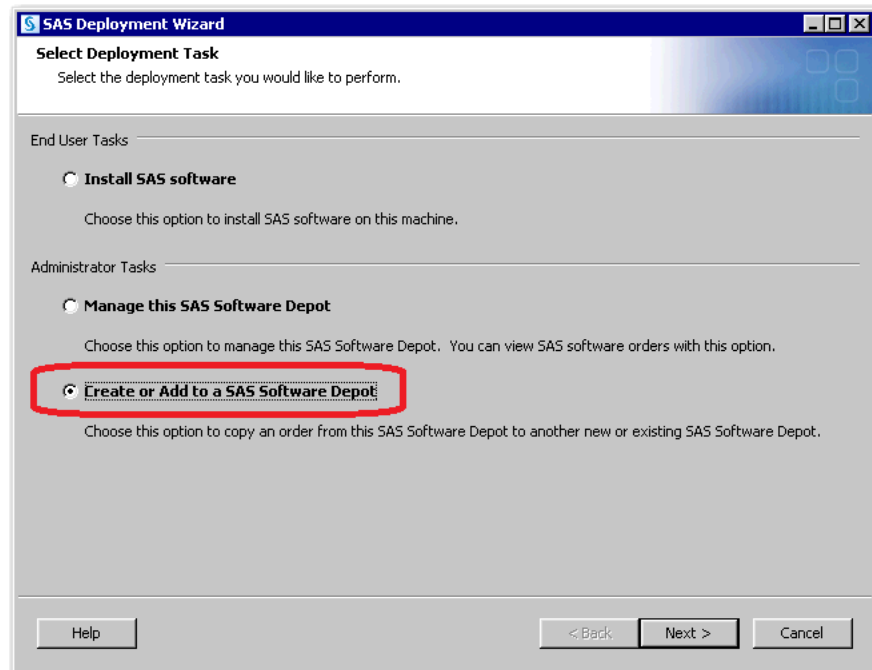 SAS Deployment Wizard
Select Deployment Task
Select the deployment task you would like to perform.
End User Tasks
Install SAS software
Choose this option to install SAS software on this machine.
Administrator Tasks
Manage this SAS Software Depot
Choose this option to manage this SAS Software Depot.  You can view SAS software orders with this option.
Create or Add to a SAS Software Depot
Choose this option to copy an order from this SAS Software Depot to another new or existing SAS Software Depot.
Help < Back Next > Cancel